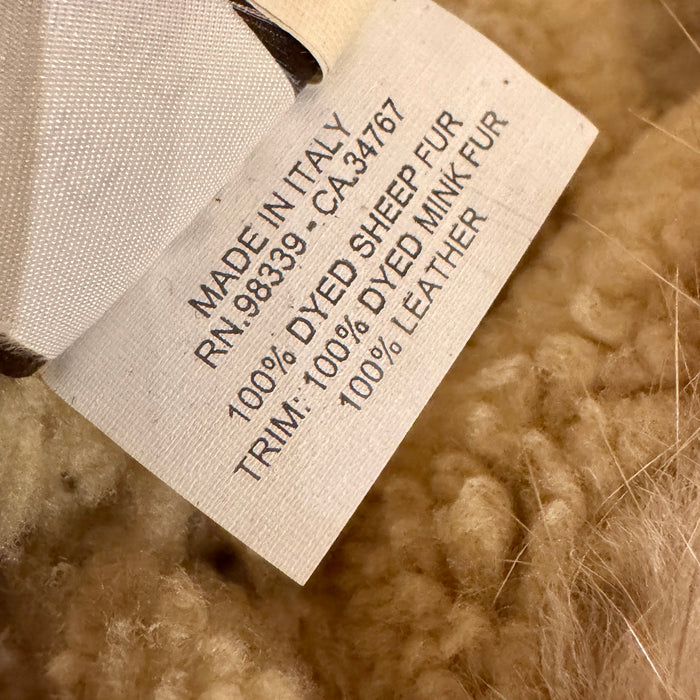 MADE IN ITALY
RN.98339 - CA.34767
100% DYED SHEEP FUR
TRIM: 100% DYED MINK FUR
100% LEATHER